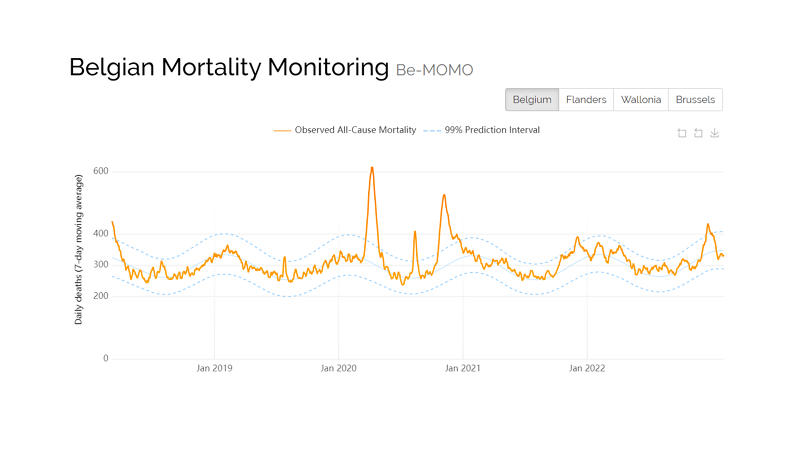 Belgian Mortality Monitoring Be-MOMO
Belgium Flanders Wallonia Brussels
Observed All-Cause Mortality 99% Prediction Interval
Daily deaths (7-day moving average)
600
400
300
200
0
Jan 2019 Jan 2020 Jan 2021 Jan 2022